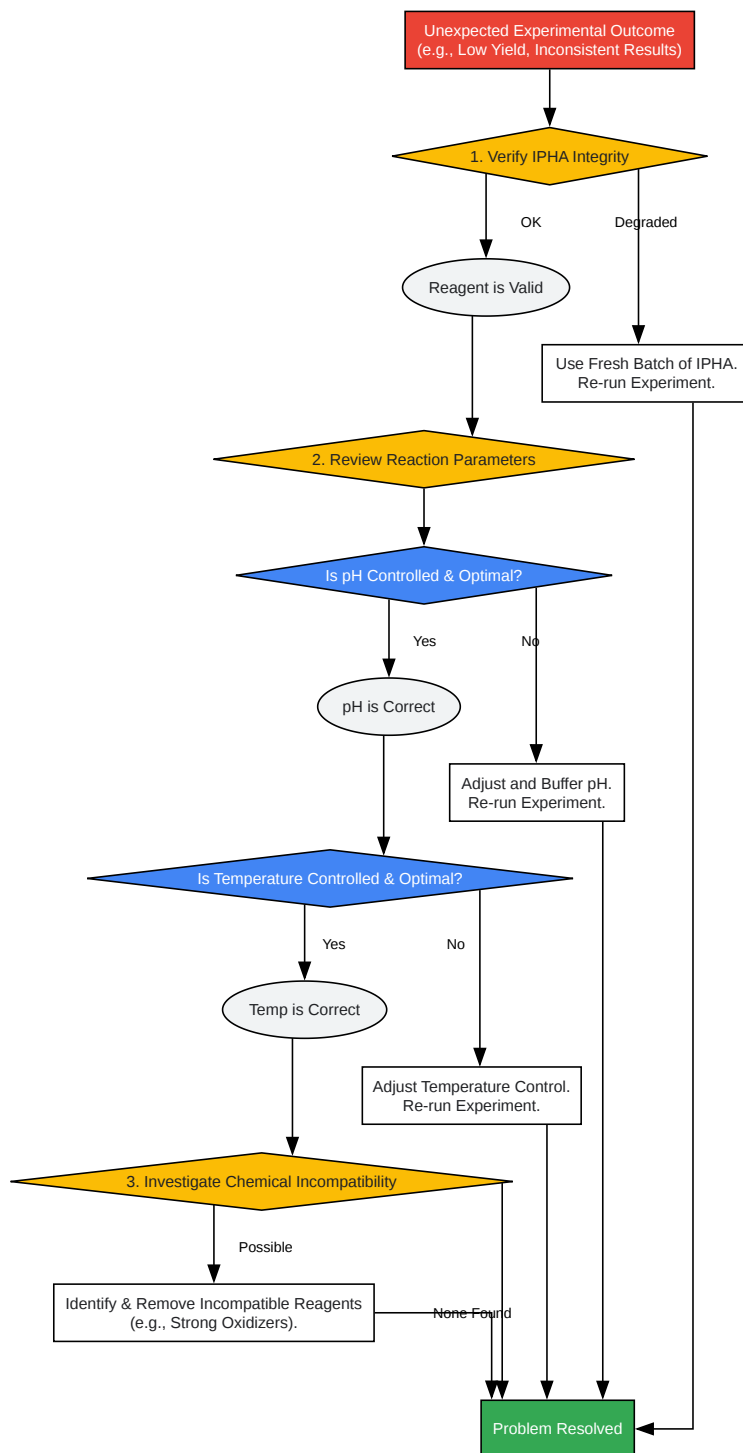 Unexpected Experimental Outcome
(e.g., Low Yield, Inconsistent Results)
1. Verify IPHA Integrity
OK
Degraded
Reagent is Valid
Use Fresh Batch of IPHA.
Re-run Experiment.
2. Review Reaction Parameters
Is pH Controlled & Optimal?
Yes
No
pH is Correct
Adjust and Buffer pH.
Re-run Experiment.
Is Temperature Controlled & Optimal?
Yes
No
Temp is Correct
Adjust Temperature Control.
Re-run Experiment.
3. Investigate Chemical Incompatibility
Possible
Identify & Remove Incompatible Reagents
(e.g., Strong Oxidizers).
None Found
Problem Resolved